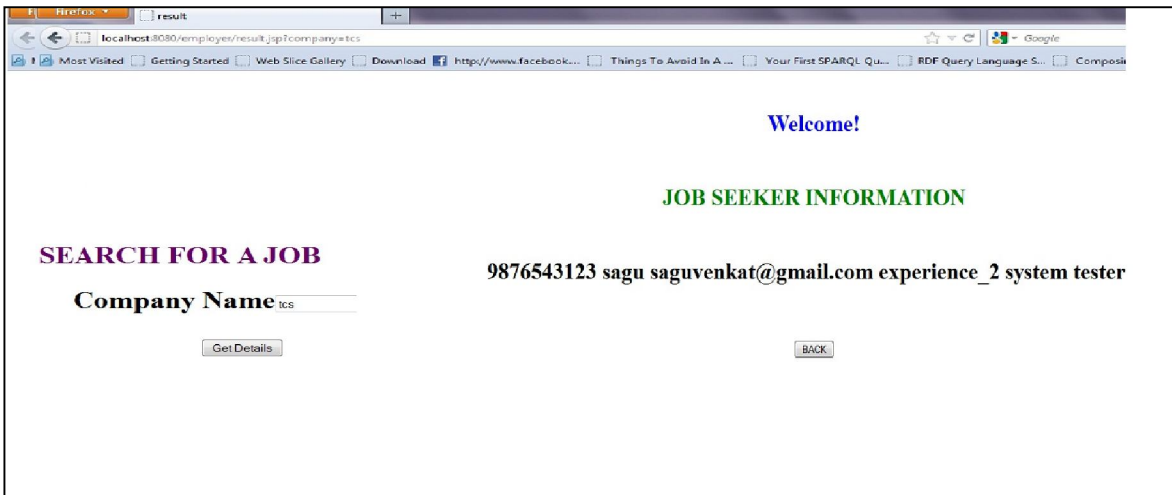 Firefox
result
+
localhost:8080/employer/result.jsp?company=tcs
Google
Most Visited Getting Started Web Slice Gallery Download http://www.facebook.... Things To Avoid In A ... Your First SPARQL Qu... RDF Query Language S...
Welcome!
JOB SEEKER INFORMATION
SEARCH FOR A JOB
9876543123 sagu saguvenkat@gmail.com experience_2 system tester
Company Name tcs
Get Details
BACK